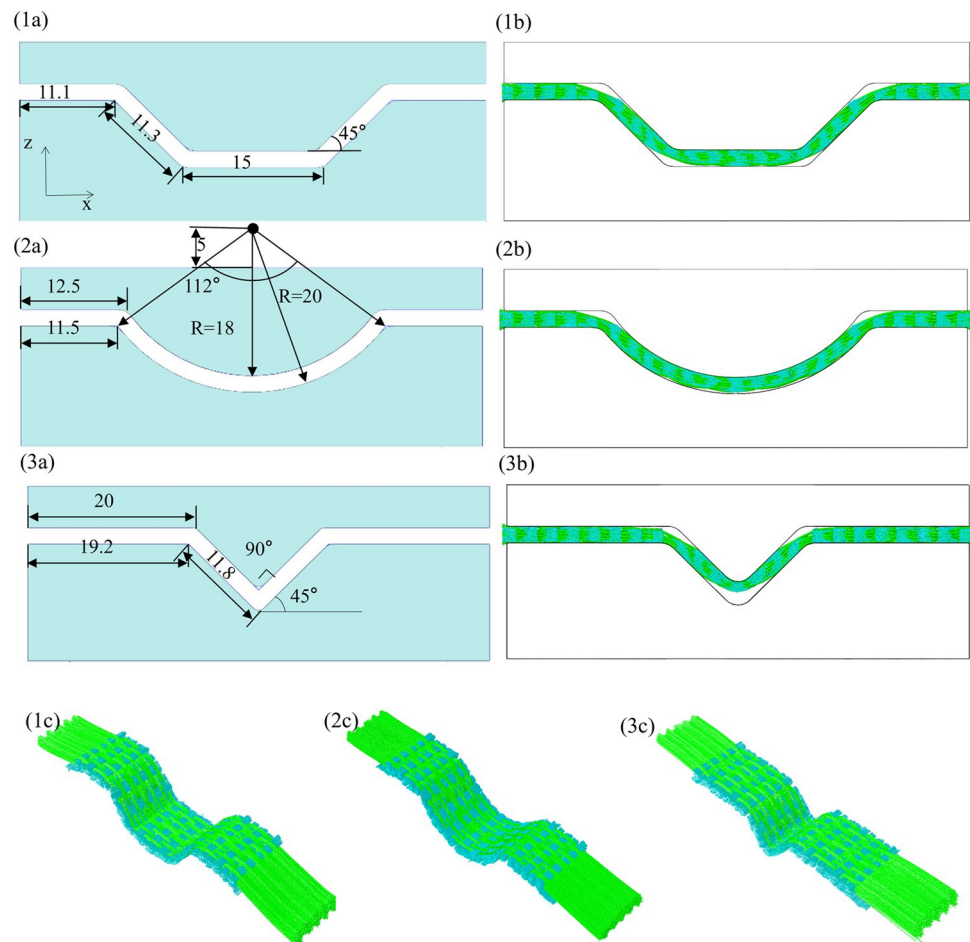 (1a)
(1b)
11.1
11.3
45°
15
z
x
(2a)
(2b)
5
12.5
112°
R=20
11.5
R=18
(3a)
(3b)
20
19.2
90°
11.8
45°
(1c)
(2c)
(3c)